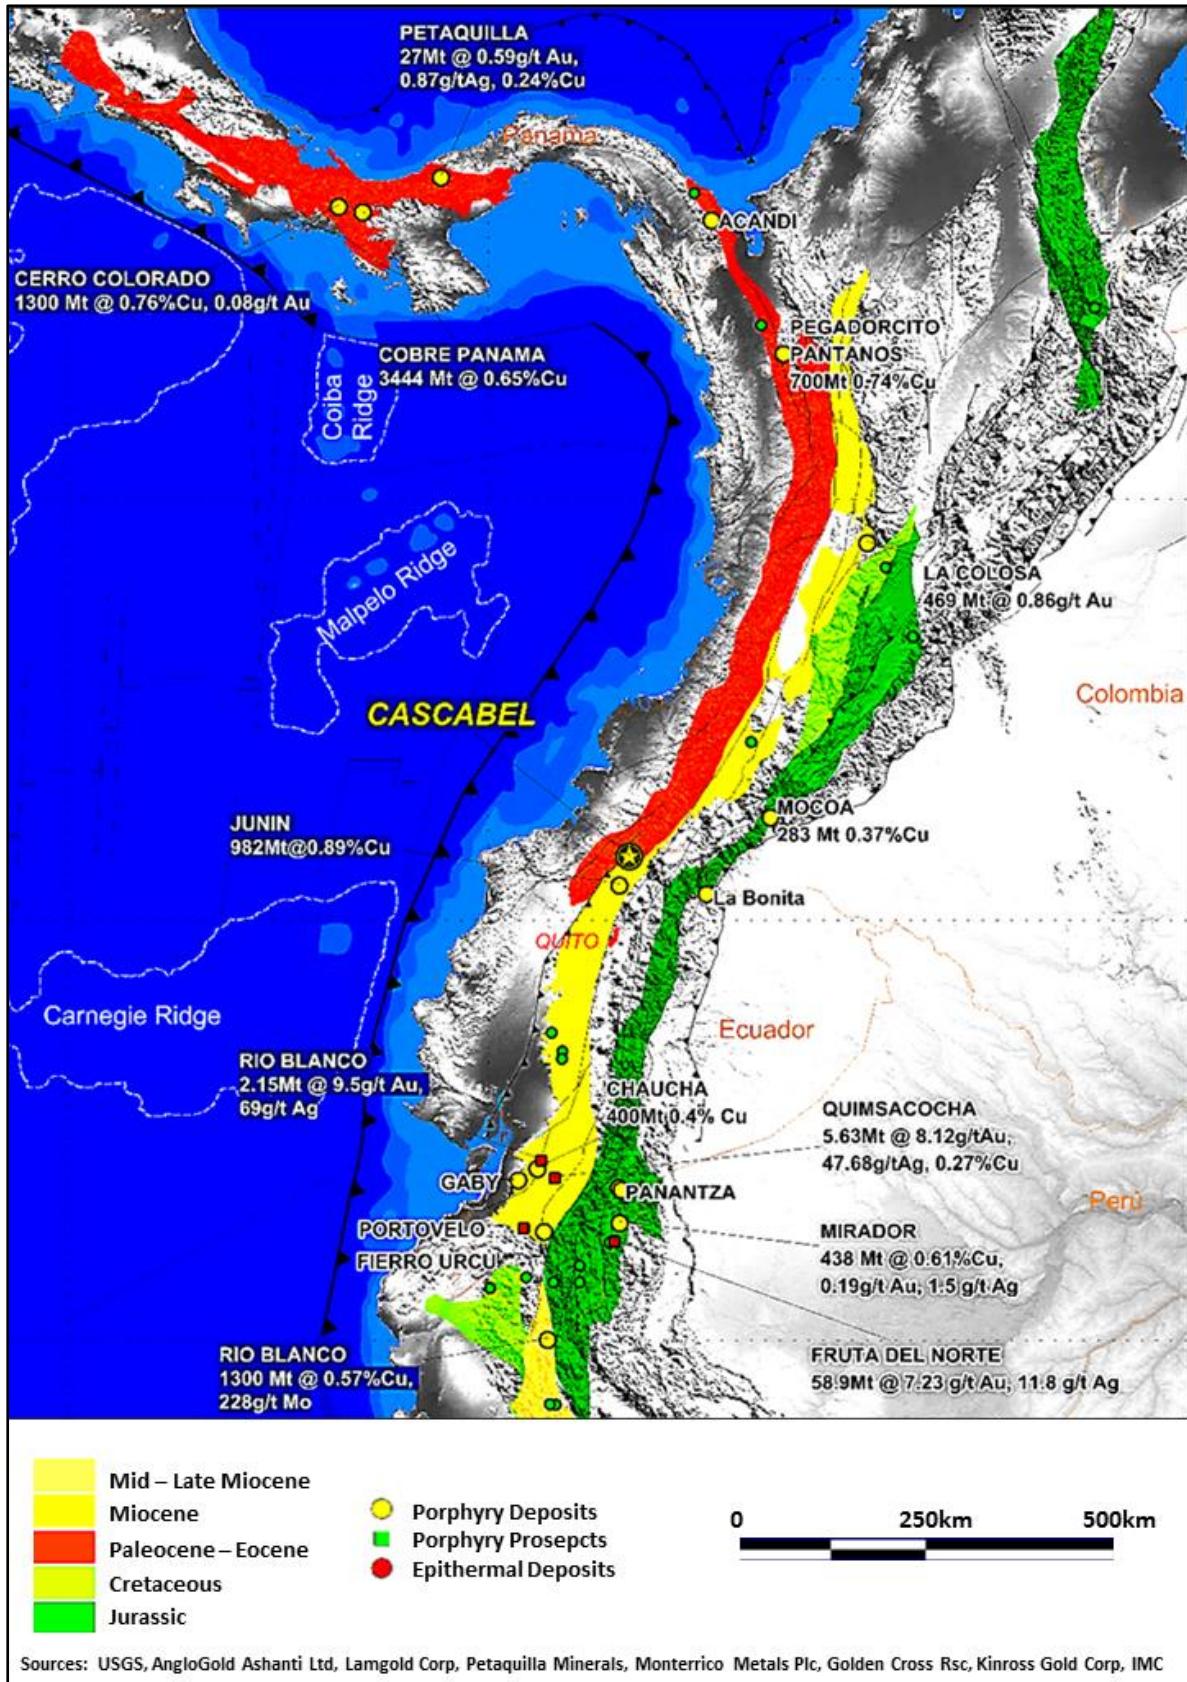 PETAQUILLA
27Mt @ 0.59g/t Au,
0.87g/tAg, 0.24%Cu
Panama
ACANDI
CERRO COLORADO
1300 Mt @ 0.76%Cu, 0.08g/t Au
PEGADORCITO
PANTANOS
700Mt 0.74%Cu
COBRE PANAMA
3444 Mt @ 0.65%Cu
Coiba
Ridge
Malpelo Ridge
LA COLOSA
469 Mt @ 0.86g/t Au
Colombia
CASCABEL
MOCOA
283 Mt 0.37%Cu
JUNIN
982Mt@0.89%Cu
La Bonita
QUITO
Carnegie Ridge
Ecuador
RIO BLANCO
2.15Mt @ 9.5g/t Au,
69g/t Ag
CHAUCHA
400Mt 0.4% Cu
QUIMSACOCHA
5.63Mt @ 8.12g/tAu,
47.68g/tAg, 0.27%Cu
GABY
PANANTZA
Perú
PORTOVELO
MIRADOR
438 Mt @ 0.61%Cu,
0.19g/t Au, 1.5 g/t Ag
FIERRO URCU
RIO BLANCO
1300 Mt @ 0.57%Cu,
228g/t Mo
FRUTA DEL NORTE
58.9Mt @ 7.23 g/t Au, 11.8 g/t Ag
Mid – Late Miocene
Miocene
Paleocene – Eocene
Cretaceous
Jurassic
Porphyry Deposits
Porphyry Prosepcts
Epithermal Deposits
0 250km 500km
Sources: USGS, AngloGold Ashanti Ltd, Lamgold Corp, Petaquilla Minerals, Monterrico Metals Plc, Golden Cross Rsc, Kinross Gold Corp, IMC